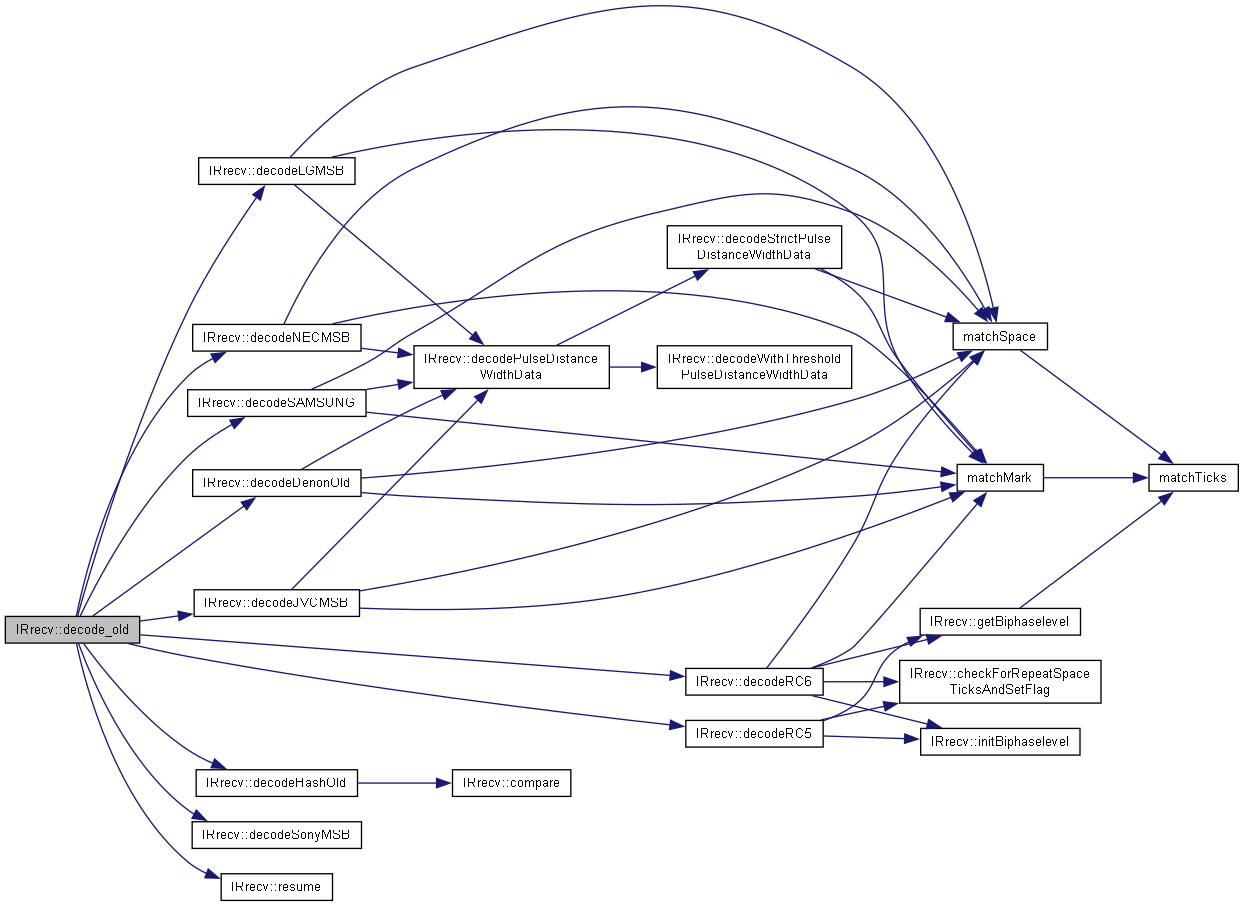 IRrecv::decodeLGMSB
IRrecv::decodeStrictPulse
DistanceWidthData
IRrecv::decodeNECMSB
matchSpace
IRrecv::decodePulseDistance
WidthData
IRrecv::decodeWithThreshold
PulseDistanceWidthData
IRrecv::decodeSAMSUNG
IRrecv::decodeDenonOld
matchMark
matchTicks
IRrecv::decodeJVCMSB
IRrecv::decode_old
IRrecv::getBiphaselevel
IRrecv::decodeRC6
IRrecv::checkForRepeatSpace
TicksAndSetFlag
IRrecv::decodeRC5
IRrecv::initBiphaselevel
IRrecv::decodeHashOld
IRrecv::compare
IRrecv::decodeSonyMSB
IRrecv::resume